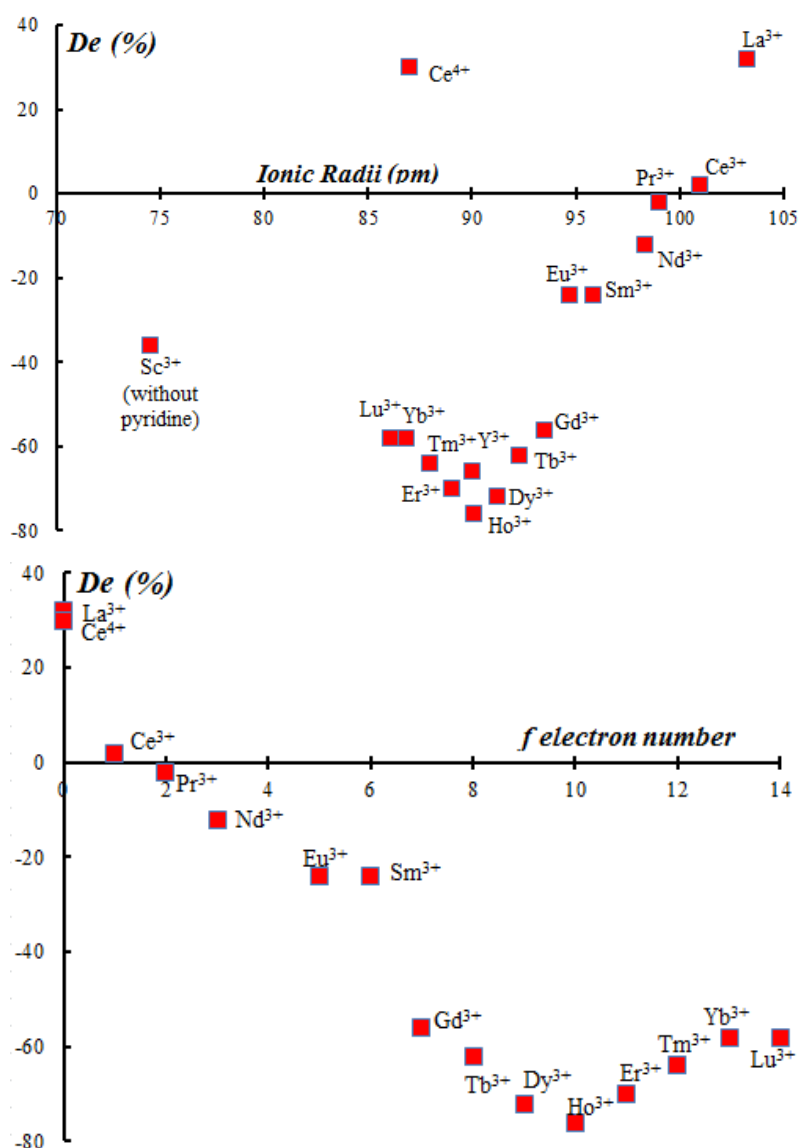 40
De (%)
La³⁺
Ce⁴⁺
20
Ionic Radii (pm)
Pr³⁺
Ce³⁺
0
70
75
80
85
90
95
100
105
Nd³⁺
-20
Eu³⁺
Sm³⁺
Sc³⁺
(without
pyridine)
-40
Lu³⁺
Yb³⁺
Gd³⁺
Tm³⁺
Y³⁺
Tb³⁺
-60
Er³⁺
Dy³⁺
Ho³⁺
-80
40
De (%)
La³⁺
Ce⁴⁺
20
Ce³⁺
f electron number
0
0
2
4
6
8
10
12
14
Pr³⁺
Nd³⁺
-20
Eu³⁺
Sm³⁺
-40
Gd³⁺
Yb³⁺
-60
Tm³⁺
Lu³⁺
Tb³⁺
Dy³⁺
Er³⁺
Ho³⁺
-80